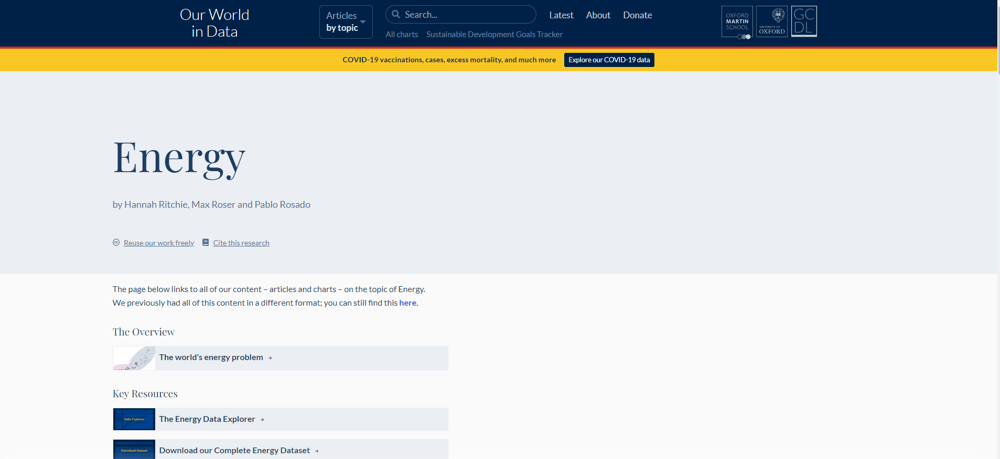 Our World
in Data
Articles
by topic
Search...
Latest
About
Donate
All charts
Sustainable Development Goals Tracker
OXFORD
MARTIN
SCHOOL
UNIVERSITY OF
OXFORD
GC
DL
COVID-19 vaccinations, cases, excess mortality, and much more
Explore our COVID-19 data
Energy
by Hannah Ritchie, Max Roser and Pablo Rosado
Reuse our work freely
Cite this research
The page below links to all of our content – articles and charts – on the topic of Energy.
We previously had all of this content in a different format; you can still find this here.
The Overview
The world’s energy problem →
Key Resources
Data Explorer
The Energy Data Explorer →
Download Dataset
Download our Complete Energy Dataset →